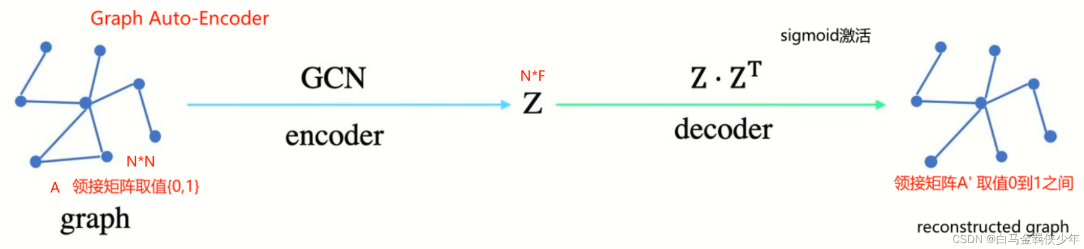 Graph Auto-Encoder
sigmoid激活
GCN
N*F
Z · Zᵀ
Z
encoder
decoder
N*N
A 领接矩阵取值{0,1}
领接矩阵A' 取值0到1之间
graph
reconstructed graph
CSDN @白马金羁侠少年